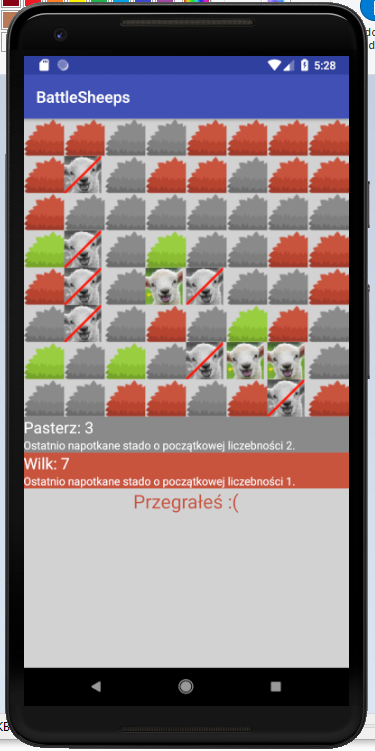 5:28
BattleSheeps
Pasterz: 3
Ostatnio napotkane stado o początkowej liczebności 2.
Wilk: 7
Ostatnio napotkane stado o początkowej liczebności 1.
Przegrałeś :(